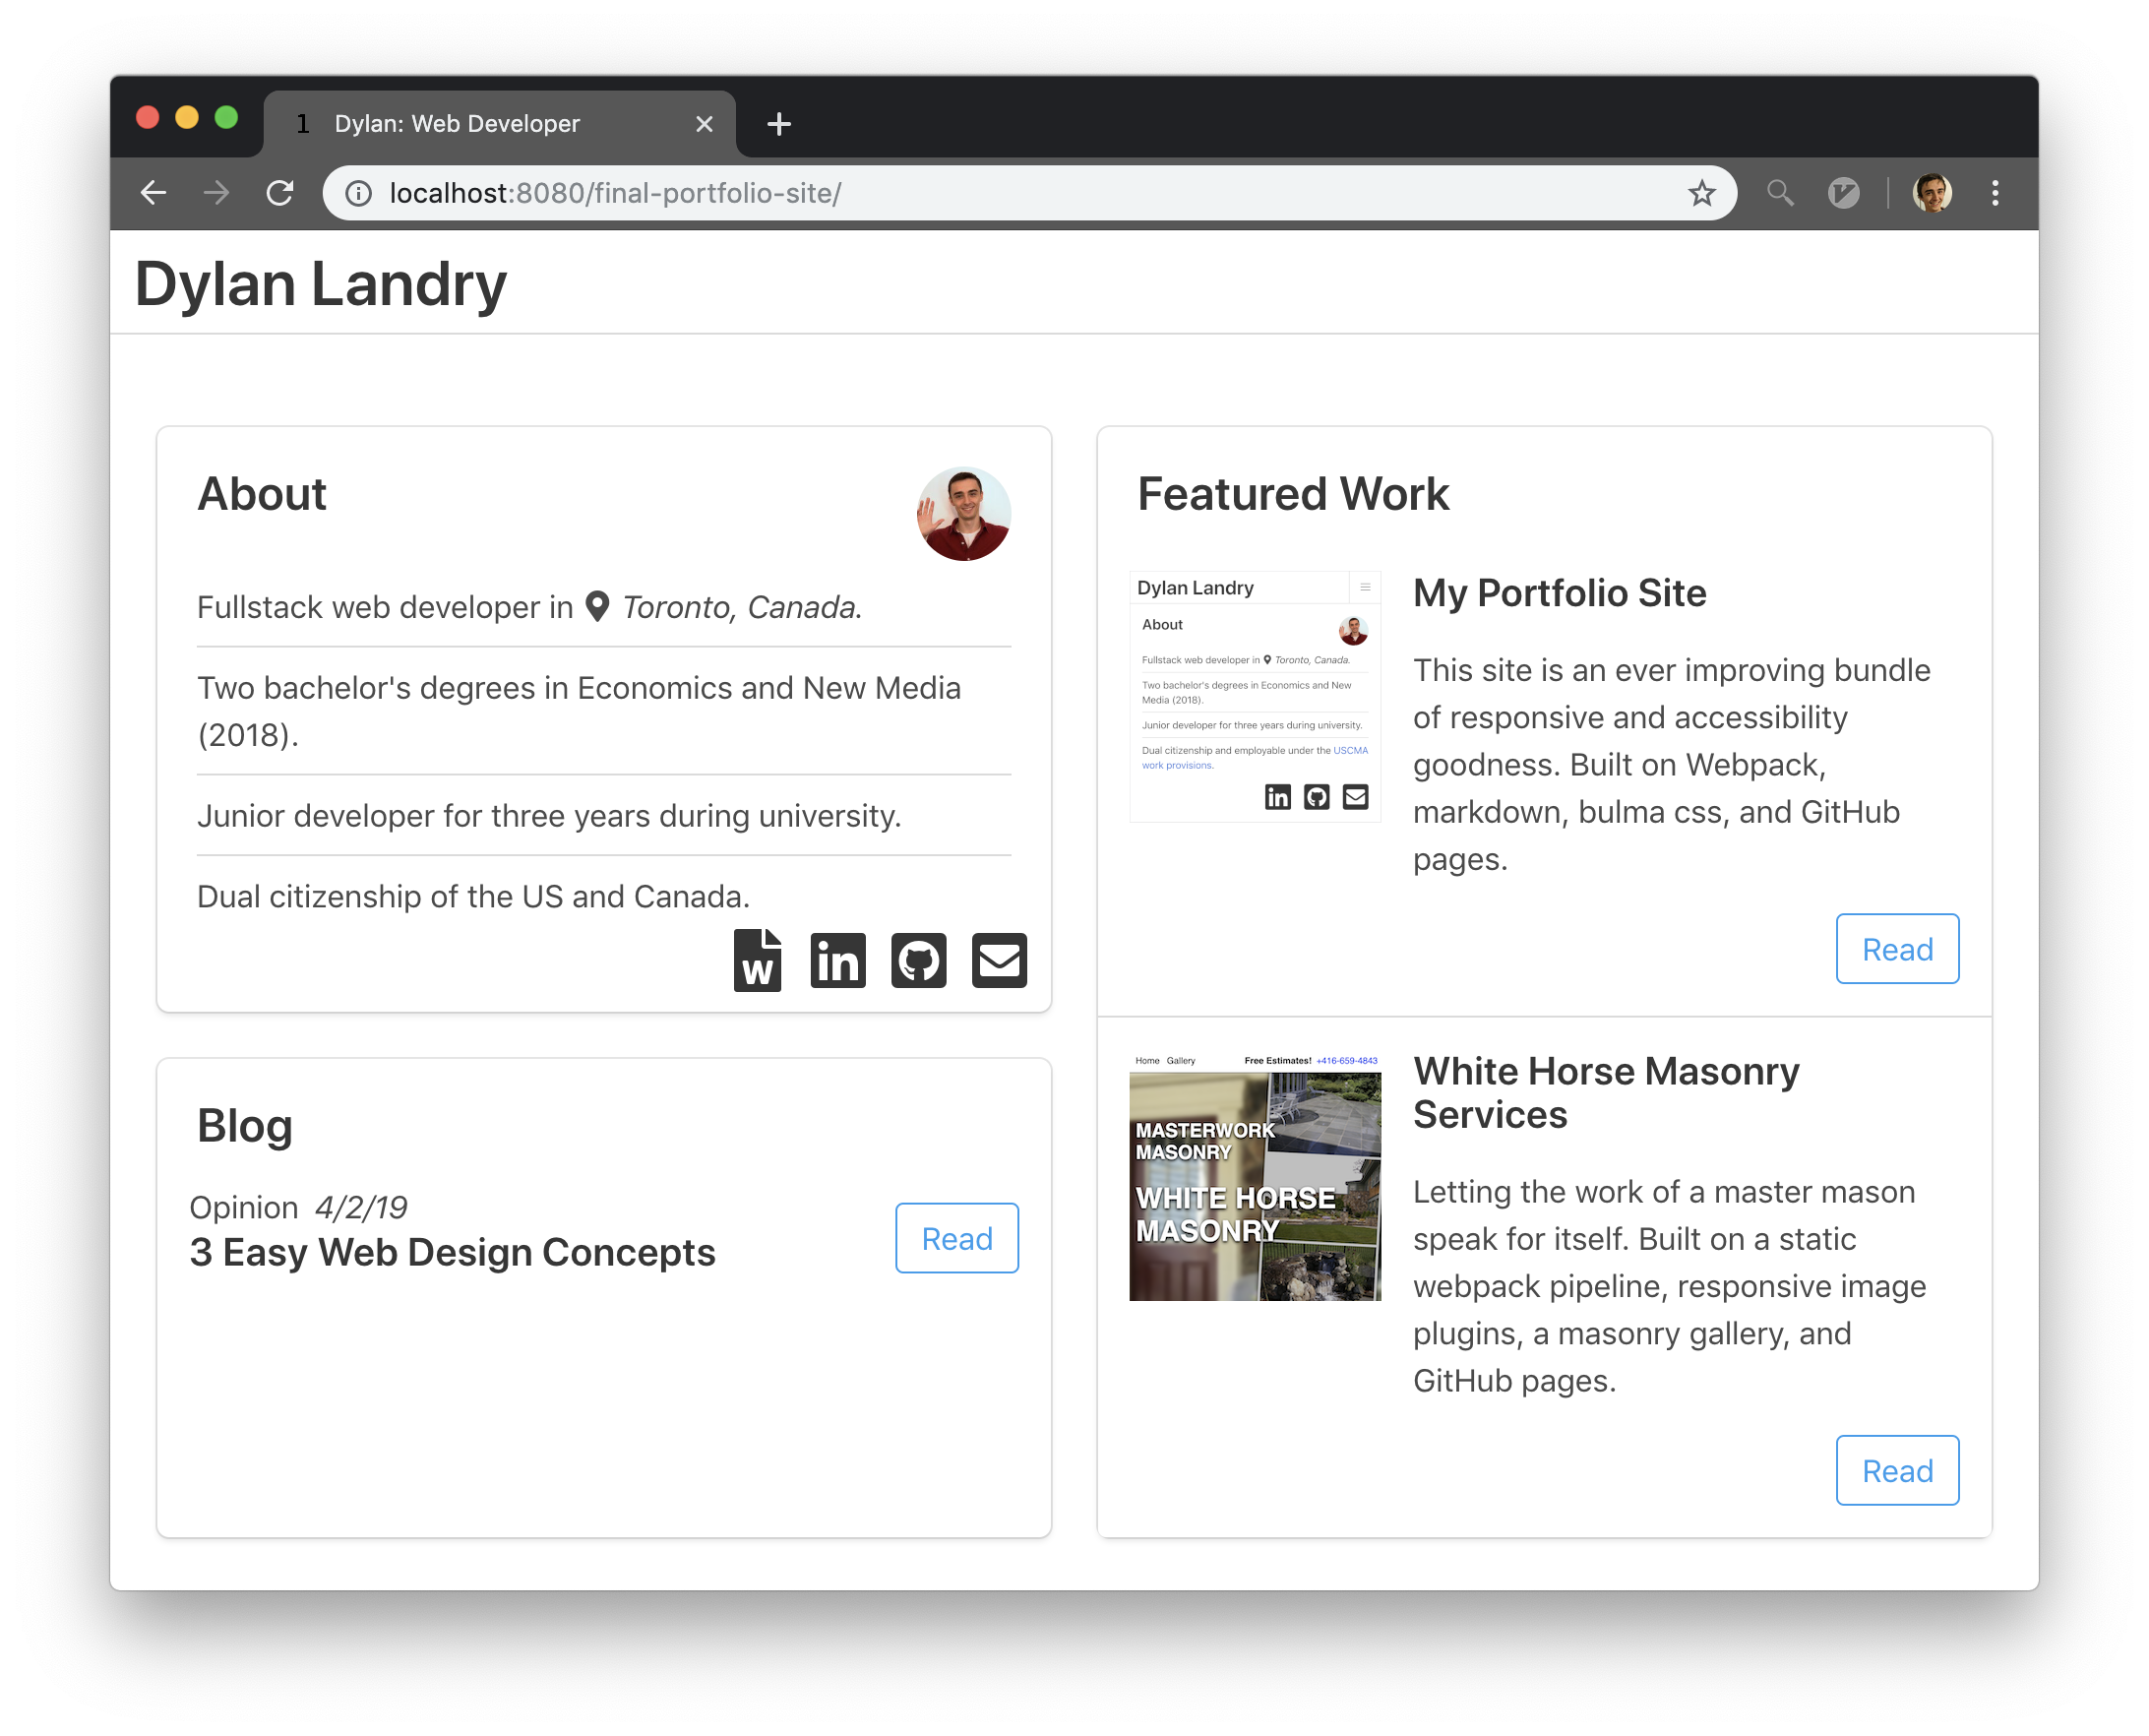 1 Dylan: Web Developer
localhost:8080/final-portfolio-site/
Dylan Landry
About
Fullstack web developer in Toronto, Canada.
Two bachelor's degrees in Economics and New Media
(2018).
Junior developer for three years during university.
Dual citizenship of the US and Canada.
W in
Blog
Opinion 4/2/19
3 Easy Web Design Concepts
Read
Featured Work
Dylan Landry
About
Fullstack web developer in Toronto, Canada.
Two bachelor's degrees in Economics and New
Media (2018).
Junior developer for three years during university.
Dual citizenship and employable under the USCMA
work provisions.
in
My Portfolio Site
This site is an ever improving bundle
of responsive and accessibility
goodness. Built on Webpack,
markdown, bulma css, and GitHub
pages.
Read
Home Gallery Free Estimates! +416-659-4843
MASTERWORK
MASONRY
WHITE HORSE
MASONRY
White Horse Masonry
Services
Letting the work of a master mason
speak for itself. Built on a static
webpack pipeline, responsive image
plugins, a masonry gallery, and
GitHub pages.
Read